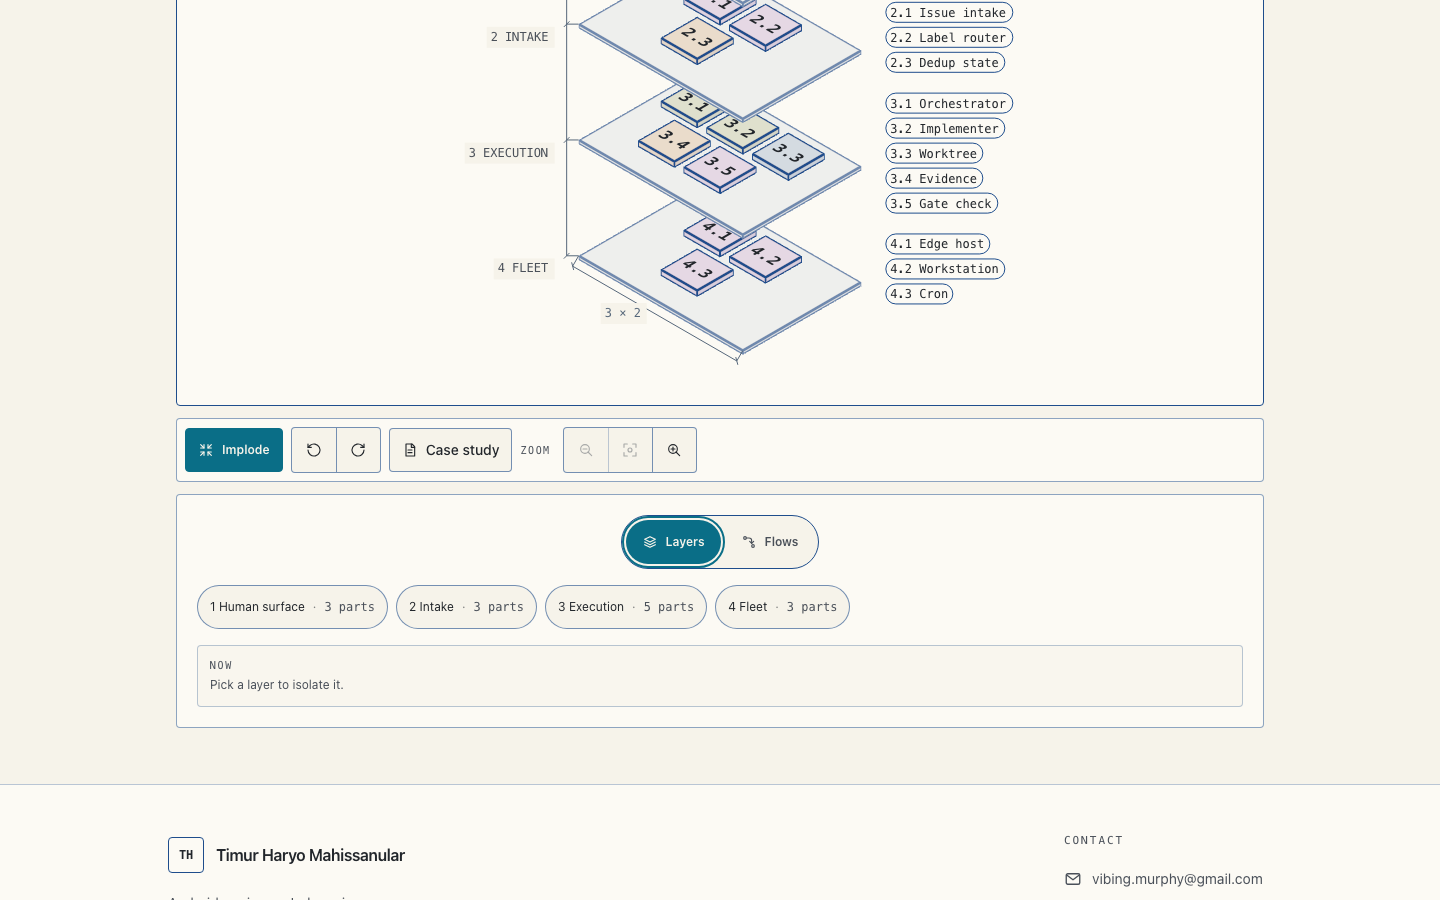 .1
2.2
2.3
2 INTAKE
2.1 Issue intake
2.2 Label router
2.3 Dedup state
3.1
3.2
3.4
3.3
3.5
3 EXECUTION
3.1 Orchestrator
3.2 Implementer
3.3 Worktree
3.4 Evidence
3.5 Gate check
4.1
4.2
4.3
4 FLEET
4.1 Edge host
4.2 Workstation
4.3 Cron
3 × 2
Implode
Case study
ZOOM
Layers
Flows
1 Human surface · 3 parts
2 Intake · 3 parts
3 Execution · 5 parts
4 Fleet · 3 parts
NOW
Pick a layer to isolate it.
TH
Timur Haryo Mahissanular
CONTACT
vibing.murphy@gmail.com